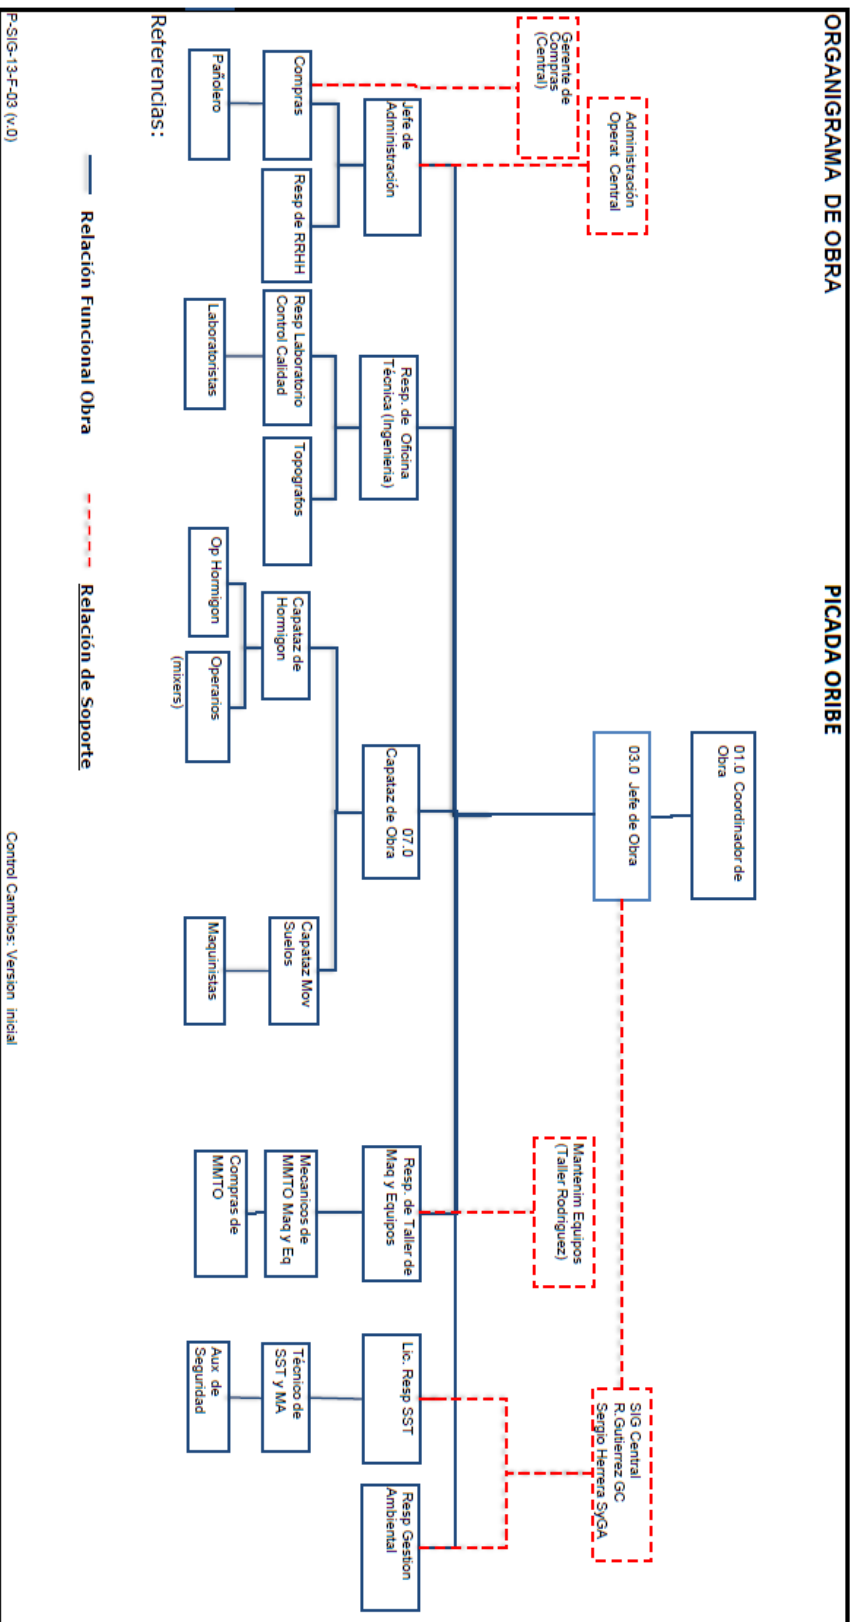 ORGANIGRAMA DE OBRA
PICADA ORIBE
01.0 Coordinador de
Obra
Administración
Operat Central
03.0 Jefe de Obra
SIG Central
R.Gutierrez GC
Sergio Herrera SyGA
Gerente de
Compras
(Central)
Mantenim Equipos
(Taller Rodriguez)
Jefe de
Administración
Resp. de Oficina
Técnica (Ingenieria)
07.0
Capataz de Obra
Resp. de Taller de
Maq y Equipos
Lic. Resp SST
Resp Gestion
Ambiental
Compras
Resp de RRHH
Resp Laboratorio
Control Calidad
Topografos
Capataz de
Hormigon
Capataz Mov
Suelos
Mecanicos de
MMTO Maq y Eq
Técnico de
SST y MA
Pañolero
Laboratoristas
Op Hormigon
Operarios
(mixers)
Maquinistas
Compras de
MMTO
Aux de
Seguridad
Referencias:
Relación Funcional Obra
Relación de Soporte
P-SIG-13-F-03 (v.0)
Control Cambios: Version inicial